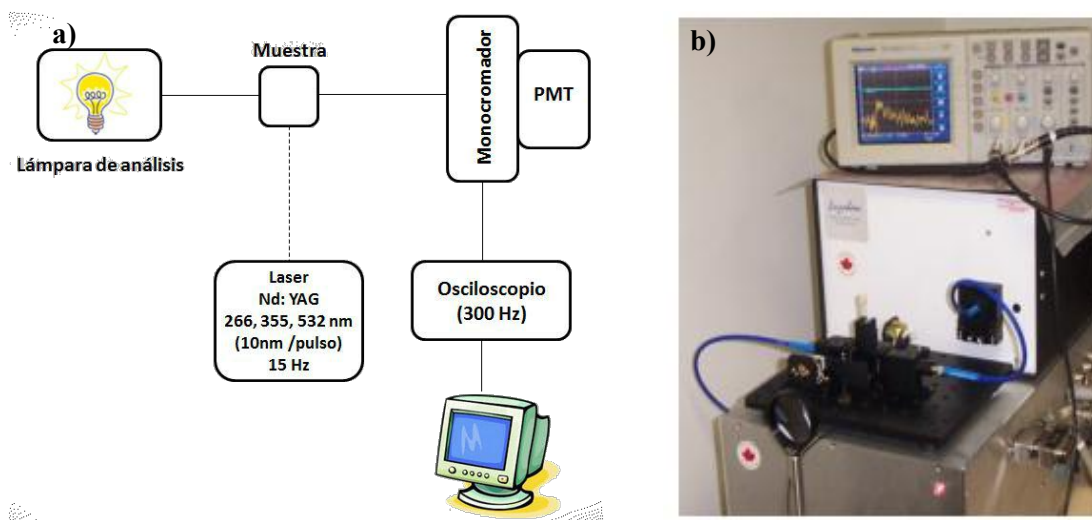 a)
Lámpara de análisis
Muestra
Monocromador
PMT
Laser
Nd: YAG
266, 355, 532 nm
(10nm /pulso)
15 Hz
Osciloscopio
(300 Hz)
b)